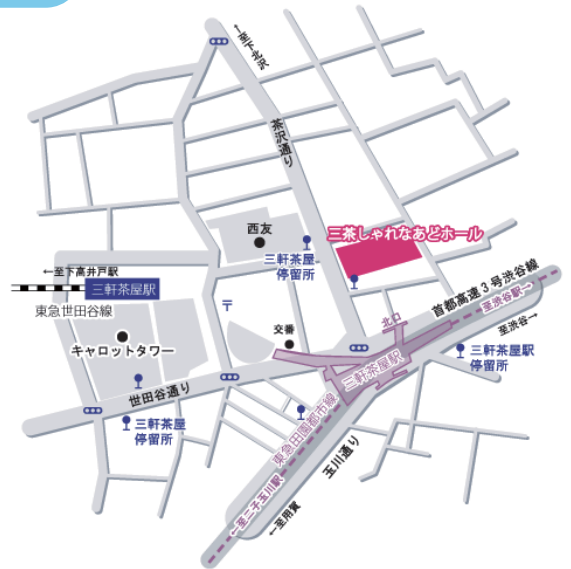 ←至下北沢
茶沢通り
西友
三茶しゃれなあどホール
三軒茶屋
停留所
←至下高井戸駅
三軒茶屋駅
東急世田谷線
〒
首都高速3号渋谷線
至渋谷駅→
至渋谷→
北口
交番
キャロットタワー
三軒茶屋駅
三軒茶屋駅
停留所
世田谷通り
三軒茶屋
停留所
東急田園都市線
玉川通り
←至二子玉川駅
←至用賀